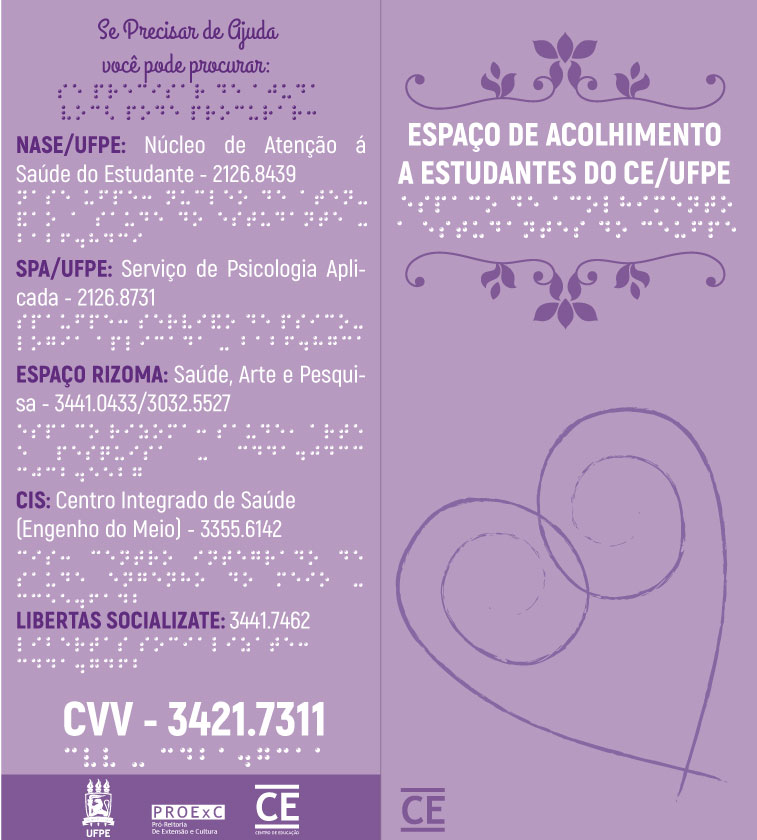 Se Precisar de Ajuda
você pode procurar:
NASE/UFPE: Núcleo de Atenção á
Saúde do Estudante - 2126.8439
SPA/UFPE: Serviço de Psicologia Apli-
cada - 2126.8731
ESPAÇO RIZOMA: Saúde, Arte e Pesqui-
sa - 3441.0433/3032.5527
CIS: Centro Integrado de Saúde
(Engenho do Meio) - 3355.6142
LIBERTAS SOCIALIZATE: 3441.7462
CVV - 3421.7311
UFPE
PROExC
Pró-Reitoria
De Extensão e Cultura
CE
CENTRO DE EDUCAÇÃO
ESPAÇO DE ACOLHIMENTO
A ESTUDANTES DO CE/UFPE
CE